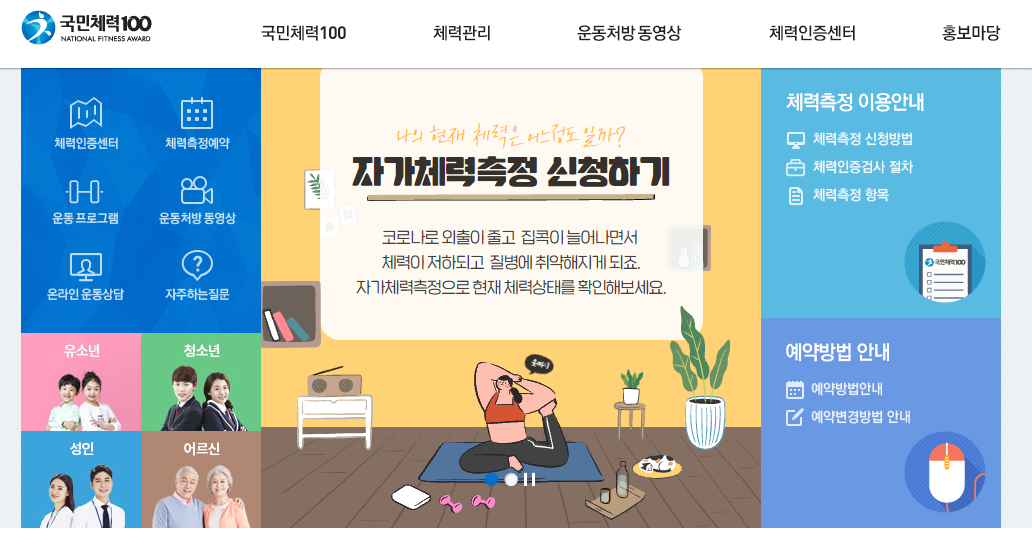 국민체력100
NATIONAL FITNESS AWARD
국민체력100
체력관리
운동처방 동영상
체력인증센터
홍보마당
체력인증센터
체력측정예약
운동 프로그램
운동처방 동영상
온라인 운동상담
자주하는질문
유소년
청소년
성인
어르신
나의 현재 체력은 어느정도 일까?
자가체력측정 신청하기
코로나로 외출이 줄고 집콕이 늘어나면서
체력이 저하되고 질병에 취약해지게 되죠.
자가체력측정으로 현재 체력상태를 확인해보세요.
체력측정 이용안내
체력측정 신청방법
체력인증검사 절차
체력측정 항목
국민체력100
예약방법 안내
예약방법안내
예약변경방법 안내